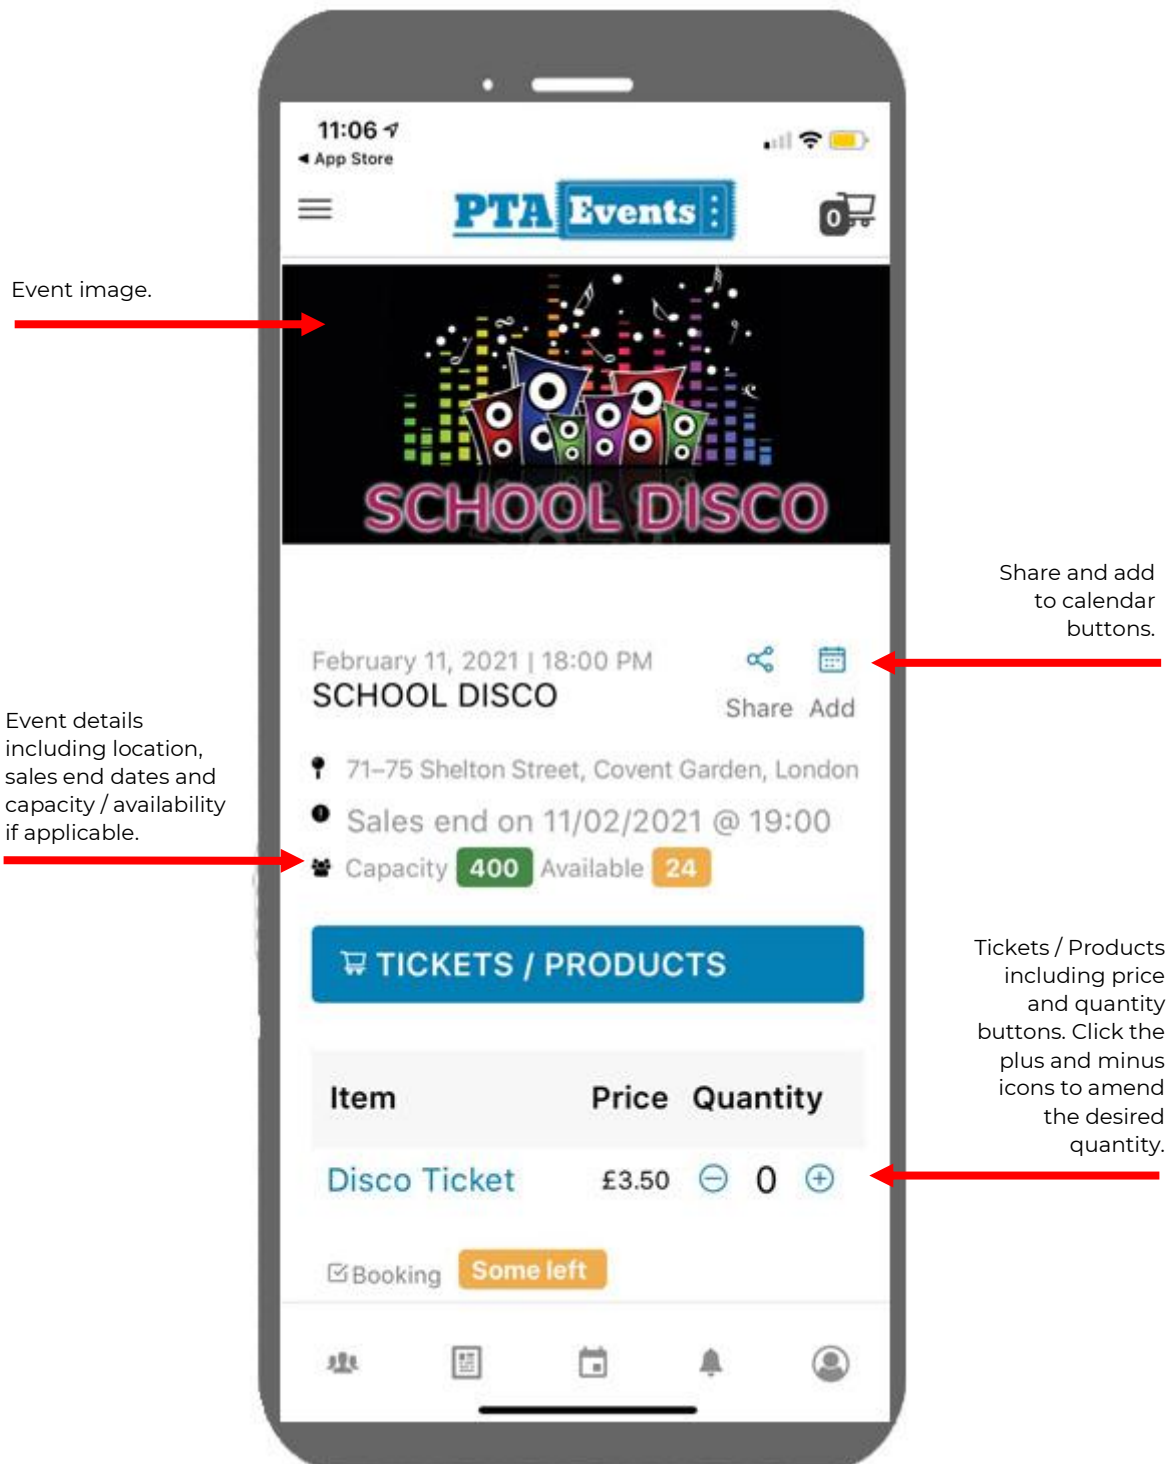 11:06
App Store
PTA Events
0
SCHOOL DISCO
Event image.
Share and add
to calendar
buttons.
February 11, 2021 | 18:00 PM
SCHOOL DISCO
Share Add
Event details
including location,
sales end dates and
capacity / availability
if applicable.
71–75 Shelton Street, Covent Garden, London
Sales end on 11/02/2021 @ 19:00
Capacity 400 Available 24
TICKETS / PRODUCTS
Tickets / Products
including price
and quantity
buttons. Click the
plus and minus
icons to amend
the desired
quantity.
Item Price Quantity
Disco Ticket £3.50 0
Booking Some left